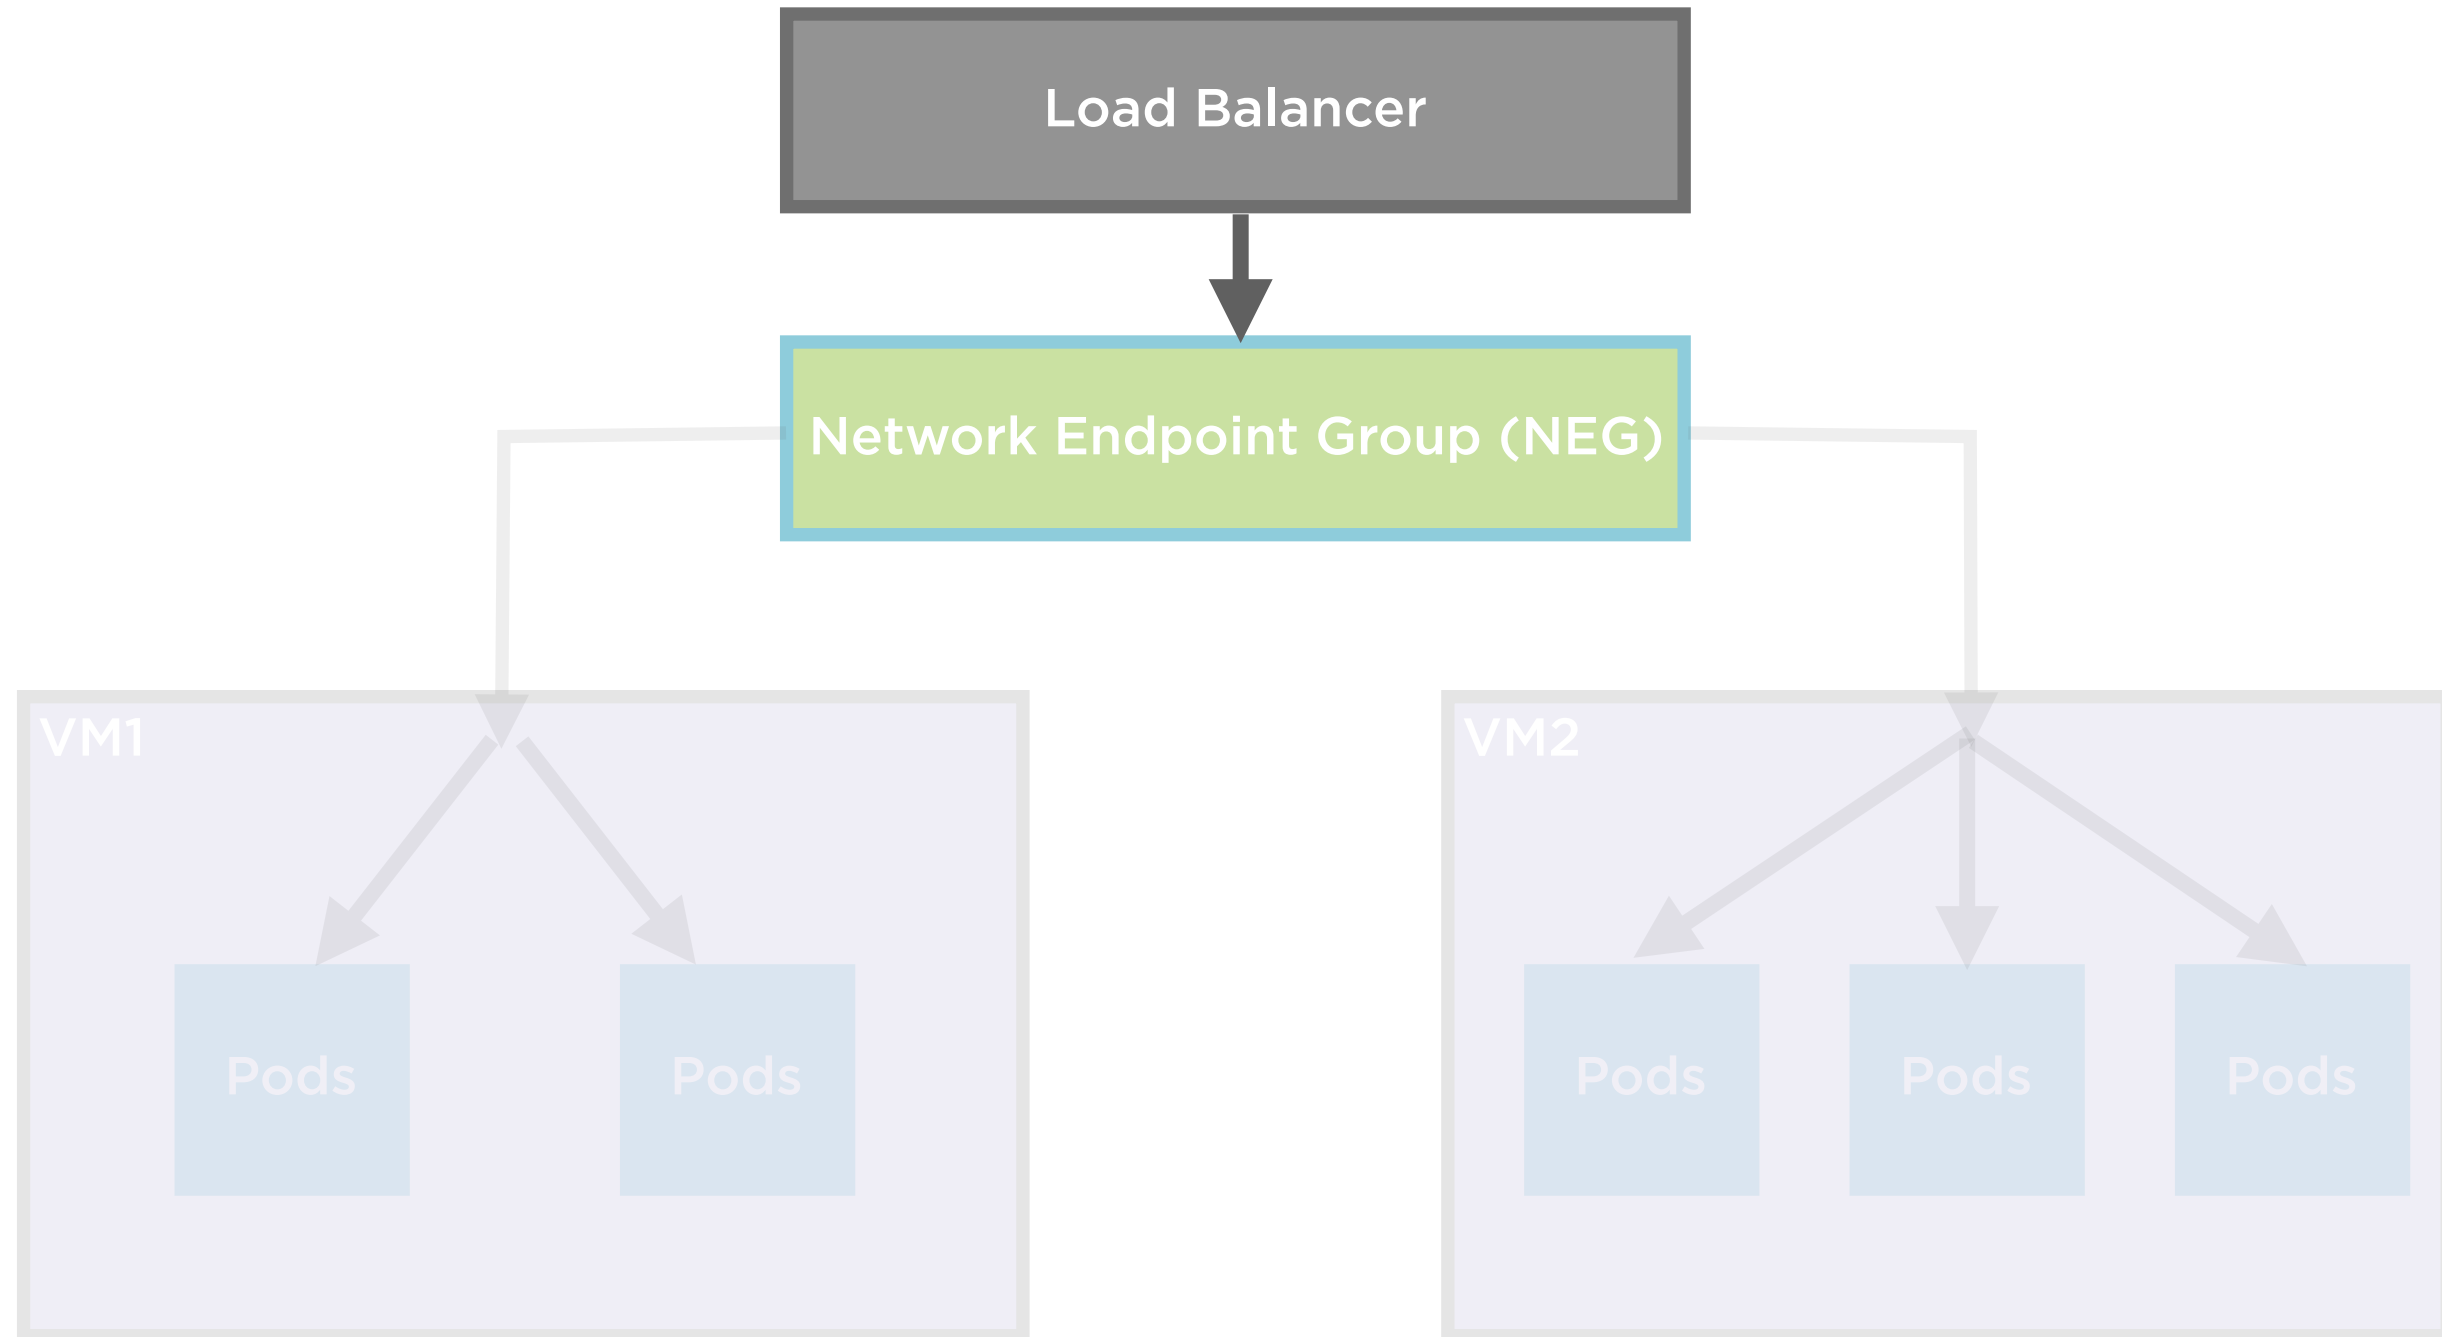 Load Balancer
Network Endpoint Group (NEG)
VM1
VM2
Pods
Pods
Pods
Pods
Pods